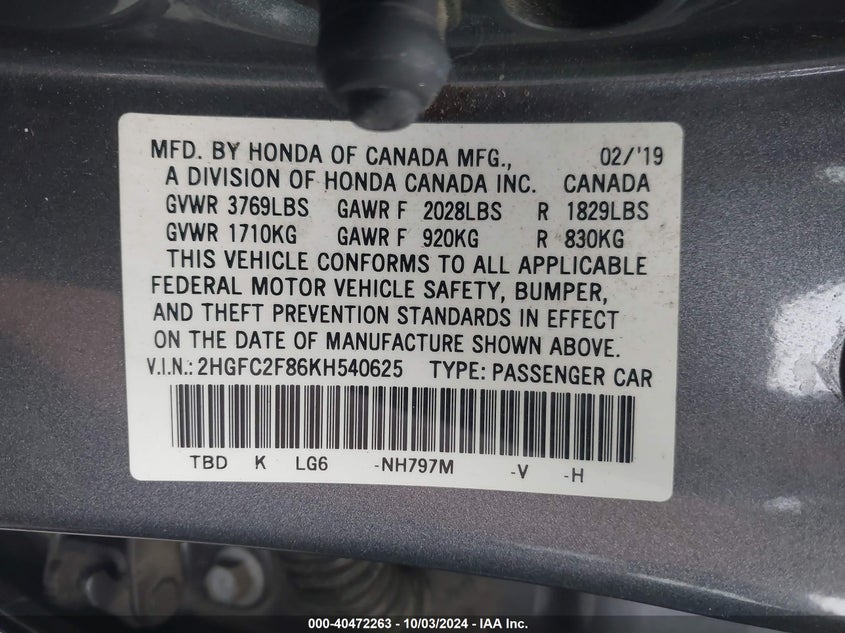 MFD. BY HONDA OF CANADA MFG., 02/'19
A DIVISION OF HONDA CANADA INC. CANADA
GVWR 3769LBS GAWR F 2028LBS R 1829LBS
GVWR 1710KG GAWR F 920KG R 830KG
THIS VEHICLE CONFORMS TO ALL APPLICABLE
FEDERAL MOTOR VEHICLE SAFETY, BUMPER,
AND THEFT PREVENTION STANDARDS IN EFFECT
ON THE DATE OF MANUFACTURE SHOWN ABOVE.
V.I.N.: 2HGFC2F86KH540625 TYPE: PASSENGER CAR
TBD K LG6 -NH797M -V -H
000-40472263 - 10/03/2024 - IAA Inc.